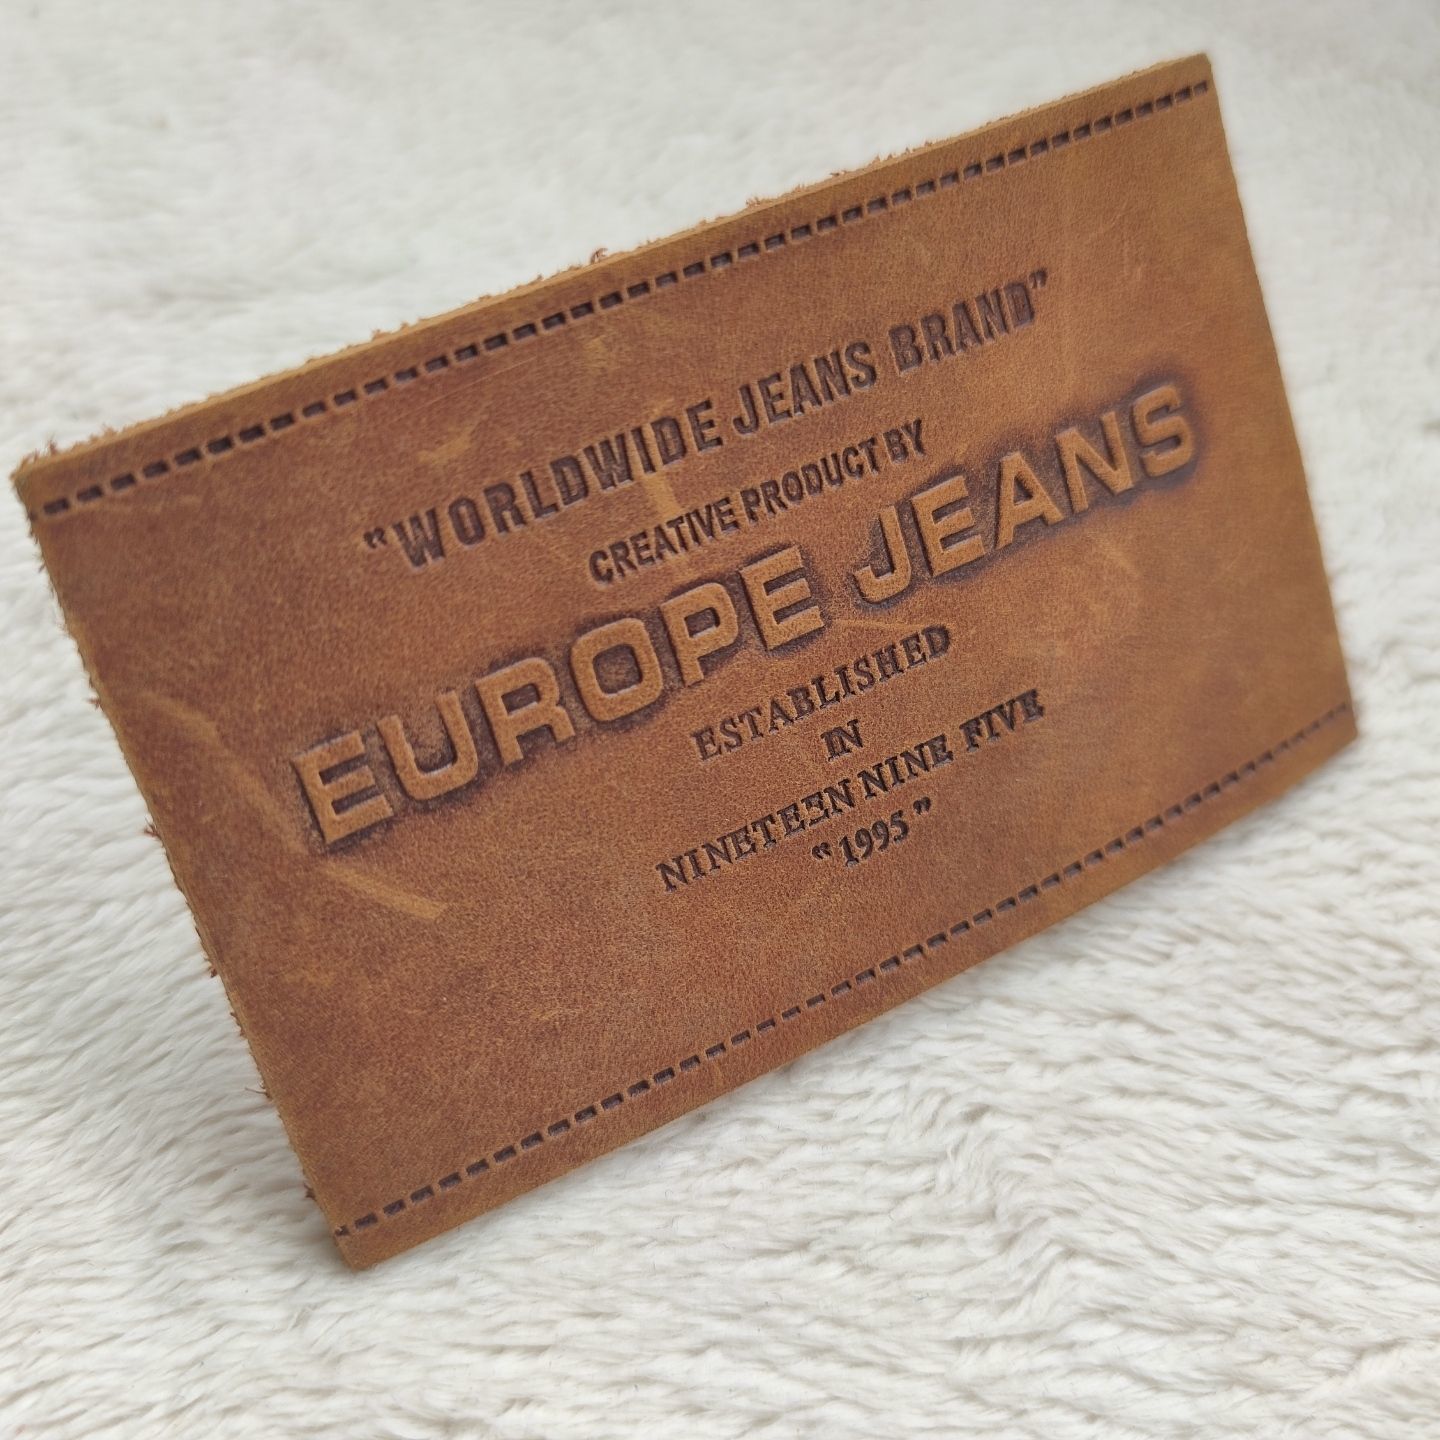 "WORLDWIDE JEANS BRAND"
CREATIVE PRODUCT BY
EUROPE JEANS
ESTABLISHED
IN
NINETEEN NINE FIVE
"1995"